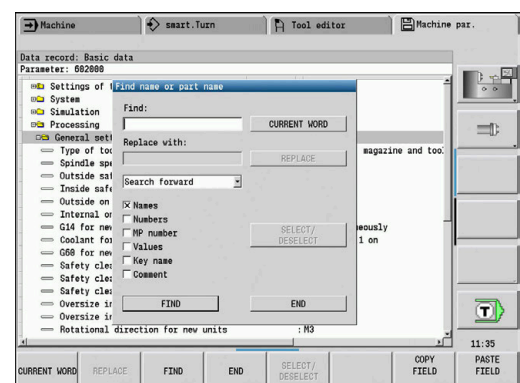 Machine
smart.Turn
Tool editor
Machine par.
Data record: Basic data
Parameter: 602008
Settings of
System
Simulation
Processing
General sett
Type of too
magazine and tool
Spindle spe
Outside saf
Inside safe
Outside on
Internal on
G14 for new
eously
Coolant for
1 on
G60 for new
Safety clea
Safety clea
Safety clea
Oversize in
Oversize in
Rotational direction for new units : M3
Find name or part name
Find:
CURRENT WORD
Replace with:
REPLACE
Search forward
Names
Numbers
MP number
Values
Key name
Comment
SELECT/
DESELECT
FIND
END
T
11:35
CURRENT WORD
REPLACE
FIND
END
SELECT/
DESELECT
COPY
FIELD
PASTE
FIELD